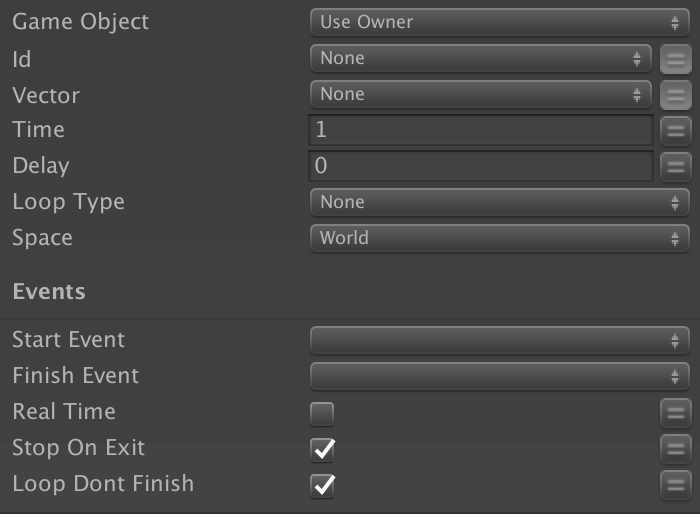 Game Object Use Owner
Id None
Vector None
Time 1
Delay 0
Loop Type None
Space World
Events
Start Event
Finish Event
Real Time
Stop On Exit
Loop Dont Finish